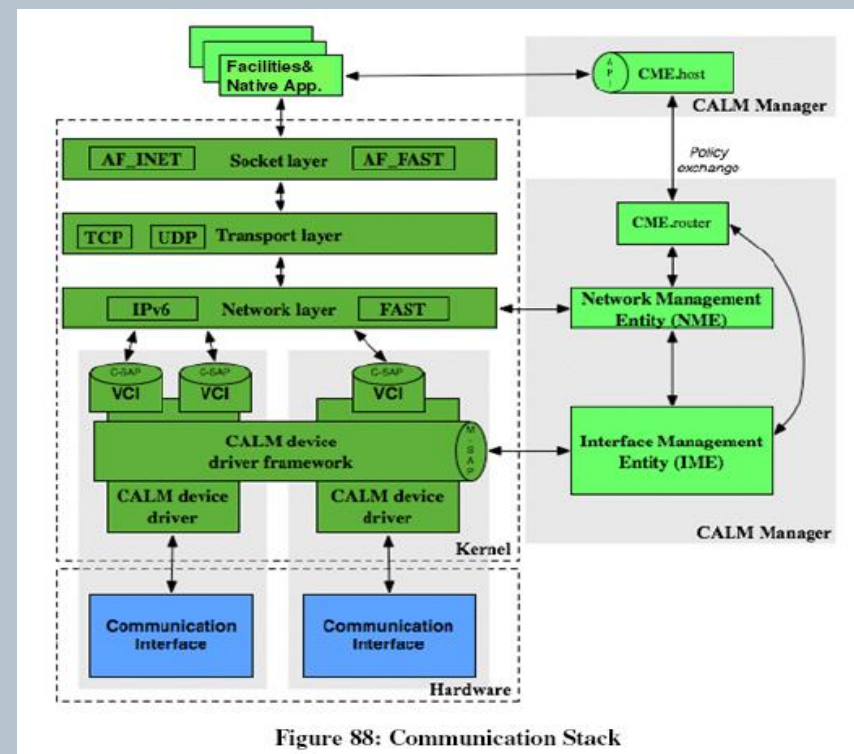 Facilities&
Native App.
API
CME.host
CALM Manager
AF_INET
Socket layer
AF_FAST
Policy
exchange
TCP
UDP
Transport layer
CME.router
IPv6
Network layer
FAST
Network Management
Entity (NME)
C-SAP
VCI
C-SAP
VCI
C-SAP
VCI
CALM device
driver framework
M-SAP
Interface Management
Entity (IME)
CALM device
driver
CALM device
driver
Kernel
CALM Manager
Communication
Interface
Communication
Interface
Hardware
Figure 88: Communication Stack